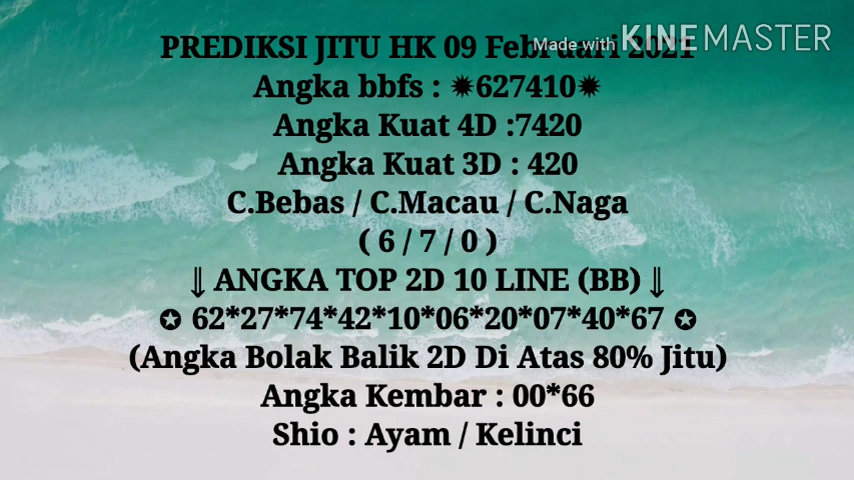 PREDIKSI JITU HK 09 Februari 2021
Made with KINEMASTER
Angka bbfs : ✹627410✹
Angka Kuat 4D :7420
Angka Kuat 3D : 420
C.Bebas / C.Macau / C.Naga
( 6 / 7 / 0 )
⇓ ANGKA TOP 2D 10 LINE (BB) ⇓
✪ 62*27*74*42*10*06*20*07*40*67 ✪
(Angka Bolak Balik 2D Di Atas 80% Jitu)
Angka Kembar : 00*66
Shio : Ayam / Kelinci